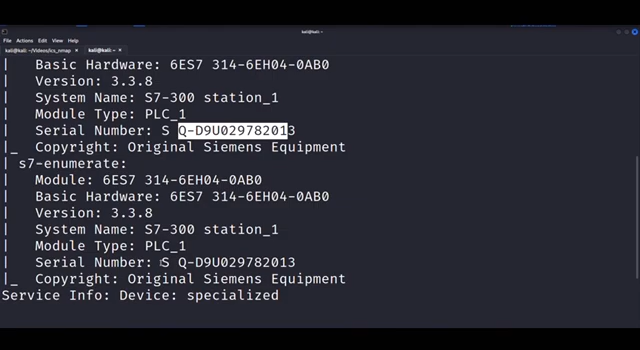 kali@kali:~
File Actions Edit View Help
kali@kali: ~/Videos/ics_nmap × kali@kali: ~ ×
| Basic Hardware: 6ES7 314-6EH04-0AB0
| Version: 3.3.8
| System Name: S7-300 station_1
| Module Type: PLC_1
| Serial Number: S Q-D9U029782013
|_ Copyright: Original Siemens Equipment
| s7-enumerate:
| Module: 6ES7 314-6EH04-0AB0
| Basic Hardware: 6ES7 314-6EH04-0AB0
| Version: 3.3.8
| System Name: S7-300 station_1
| Module Type: PLC_1
| Serial Number: S Q-D9U029782013
|_ Copyright: Original Siemens Equipment
Service Info: Device: specialized